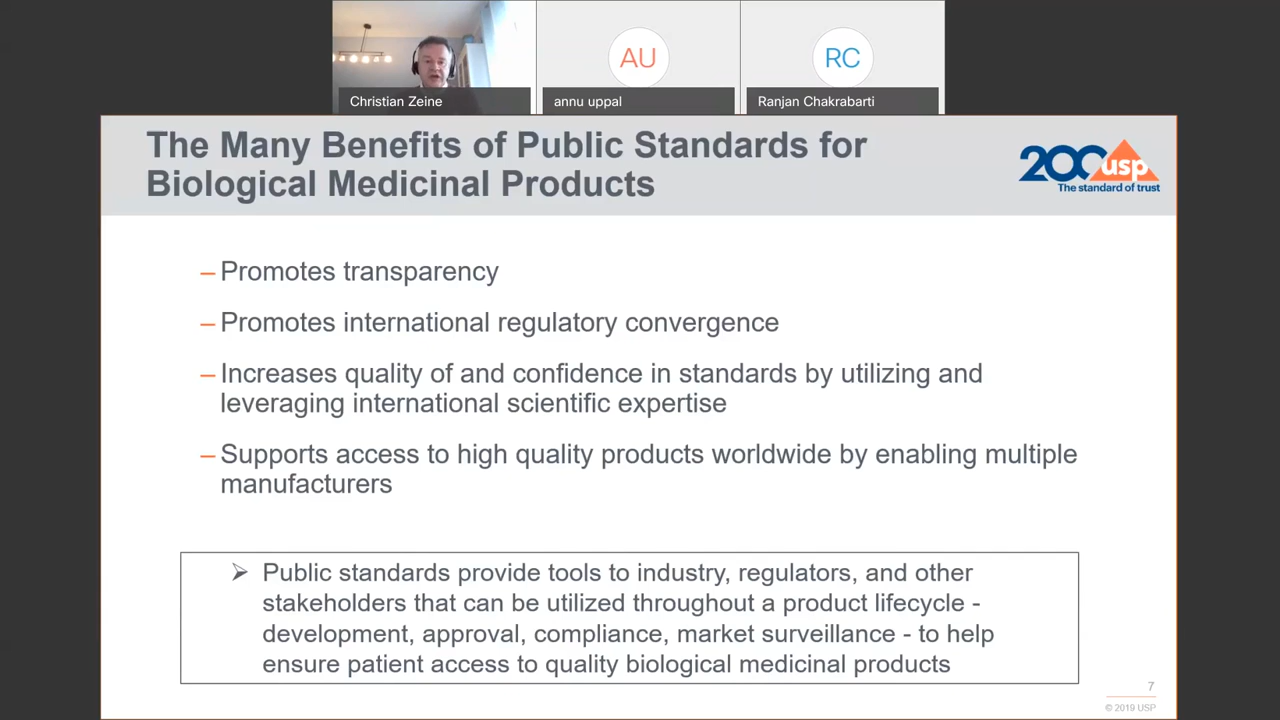 AU
RC
Christian Zeine
annu uppal
Ranjan Chakrabarti
The Many Benefits of Public Standards for
Biological Medicinal Products
200 usp
The standard of trust
– Promotes transparency
– Promotes international regulatory convergence
– Increases quality of and confidence in standards by utilizing and
leveraging international scientific expertise
– Supports access to high quality products worldwide by enabling multiple
manufacturers
➢ Public standards provide tools to industry, regulators, and other
stakeholders that can be utilized throughout a product lifecycle -
development, approval, compliance, market surveillance - to help
ensure patient access to quality biological medicinal products
7
© 2019 USP